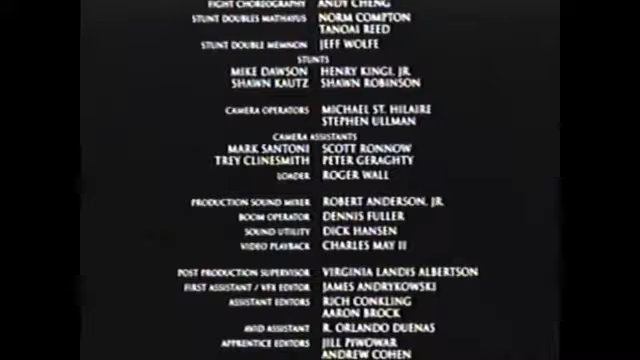 FIGHT CHOREOGRAPHY ANDY CHENG
STUNT DOUBLES MATHAYUS NORM COMPTON
TANOAI REED
STUNT DOUBLE MEMNON JEFF WOLFE
STUNTS
MIKE DAWSON HENRY KINGI, JR.
SHAWN KAUTZ SHAWN ROBINSON
CAMERA OPERATORS MICHAEL ST. HILAIRE
STEPHEN ULLMAN
CAMERA ASSISTANTS
MARK SANTONI SCOTT RONNOW
TREY CLINESMITH PETER GERAGHTY
LOADER ROGER WALL
PRODUCTION SOUND MIXER ROBERT ANDERSON, JR.
BOOM OPERATOR DENNIS FULLER
SOUND UTILITY DICK HANSEN
VIDEO PLAYBACK CHARLES MAY II
POST PRODUCTION SUPERVISOR VIRGINIA LANDIS ALBERTSON
FIRST ASSISTANT / VFX EDITOR JAMES ANDRYKOWSKI
ASSISTANT EDITORS RICH CONKLING
AARON BROCK
AVID ASSISTANT R. ORLANDO DUENAS
APPRENTICE EDITORS JILL PIWOWAR
ANDREW COHEN